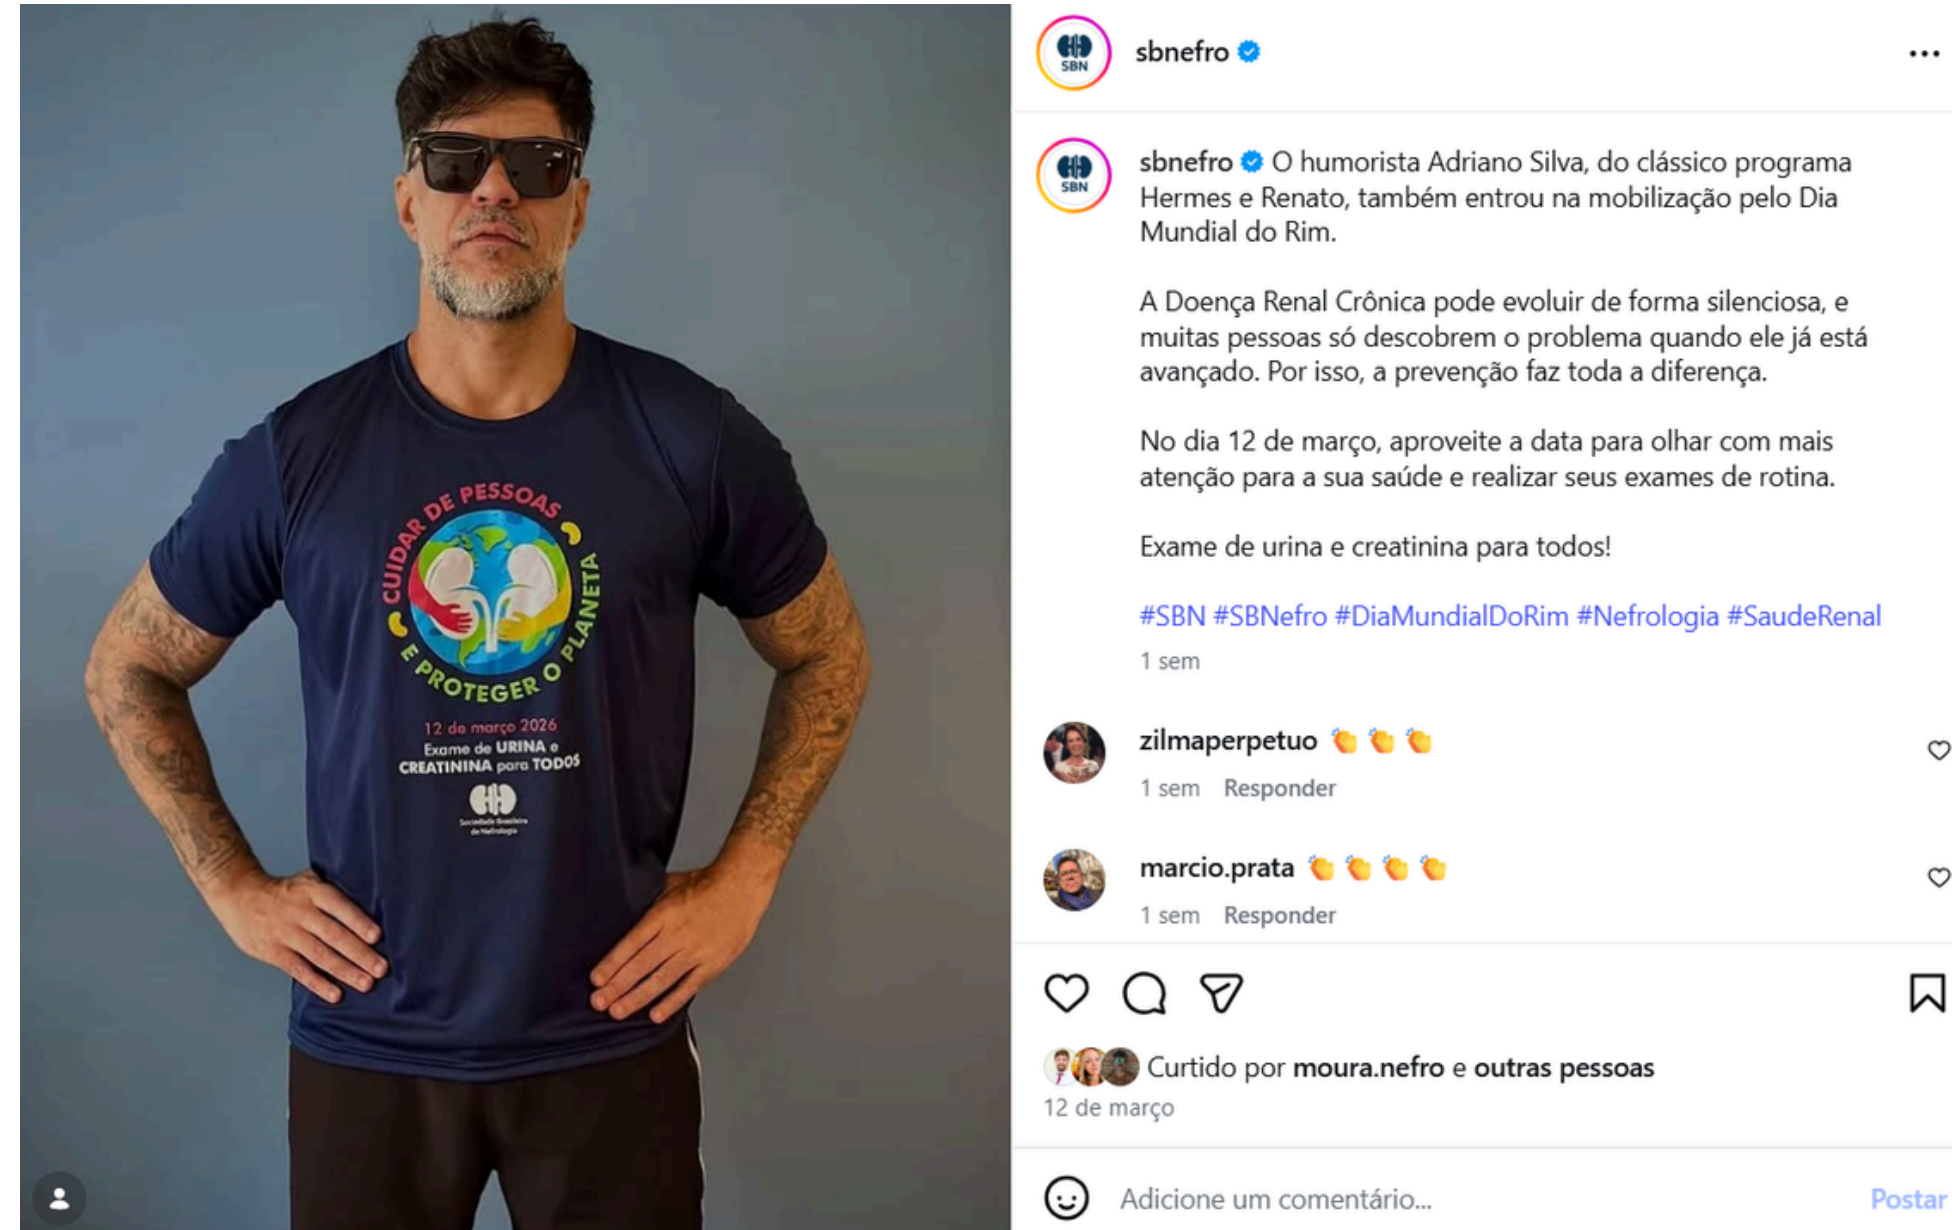 CUIDAR DE PESSOAS
E PROTEGER O PLANETA
12 de março 2026
Exame de URINA e
CREATININA para TODOS
Sociedade Brasileira
de Nefrologia
SBN
sbnefro
SBN
sbnefro O humorista Adriano Silva, do clássico programa
Hermes e Renato, também entrou na mobilização pelo Dia
Mundial do Rim.
A Doença Renal Crônica pode evoluir de forma silenciosa, e
muitas pessoas só descobrem o problema quando ele já está
avançado. Por isso, a prevenção faz toda a diferença.
No dia 12 de março, aproveite a data para olhar com mais
atenção para a sua saúde e realizar seus exames de rotina.
Exame de urina e creatinina para todos!
#SBN #SBNefro #DiaMundialDoRim #Nefrologia #SaudeRenal
1 sem
zilmaperpetuo 👏 👏 👏
1 sem Responder
marcio.prata 👏 👏 👏 👏
1 sem Responder
Curtido por moura.nefro e outras pessoas
12 de março
Adicione um comentário... Postar